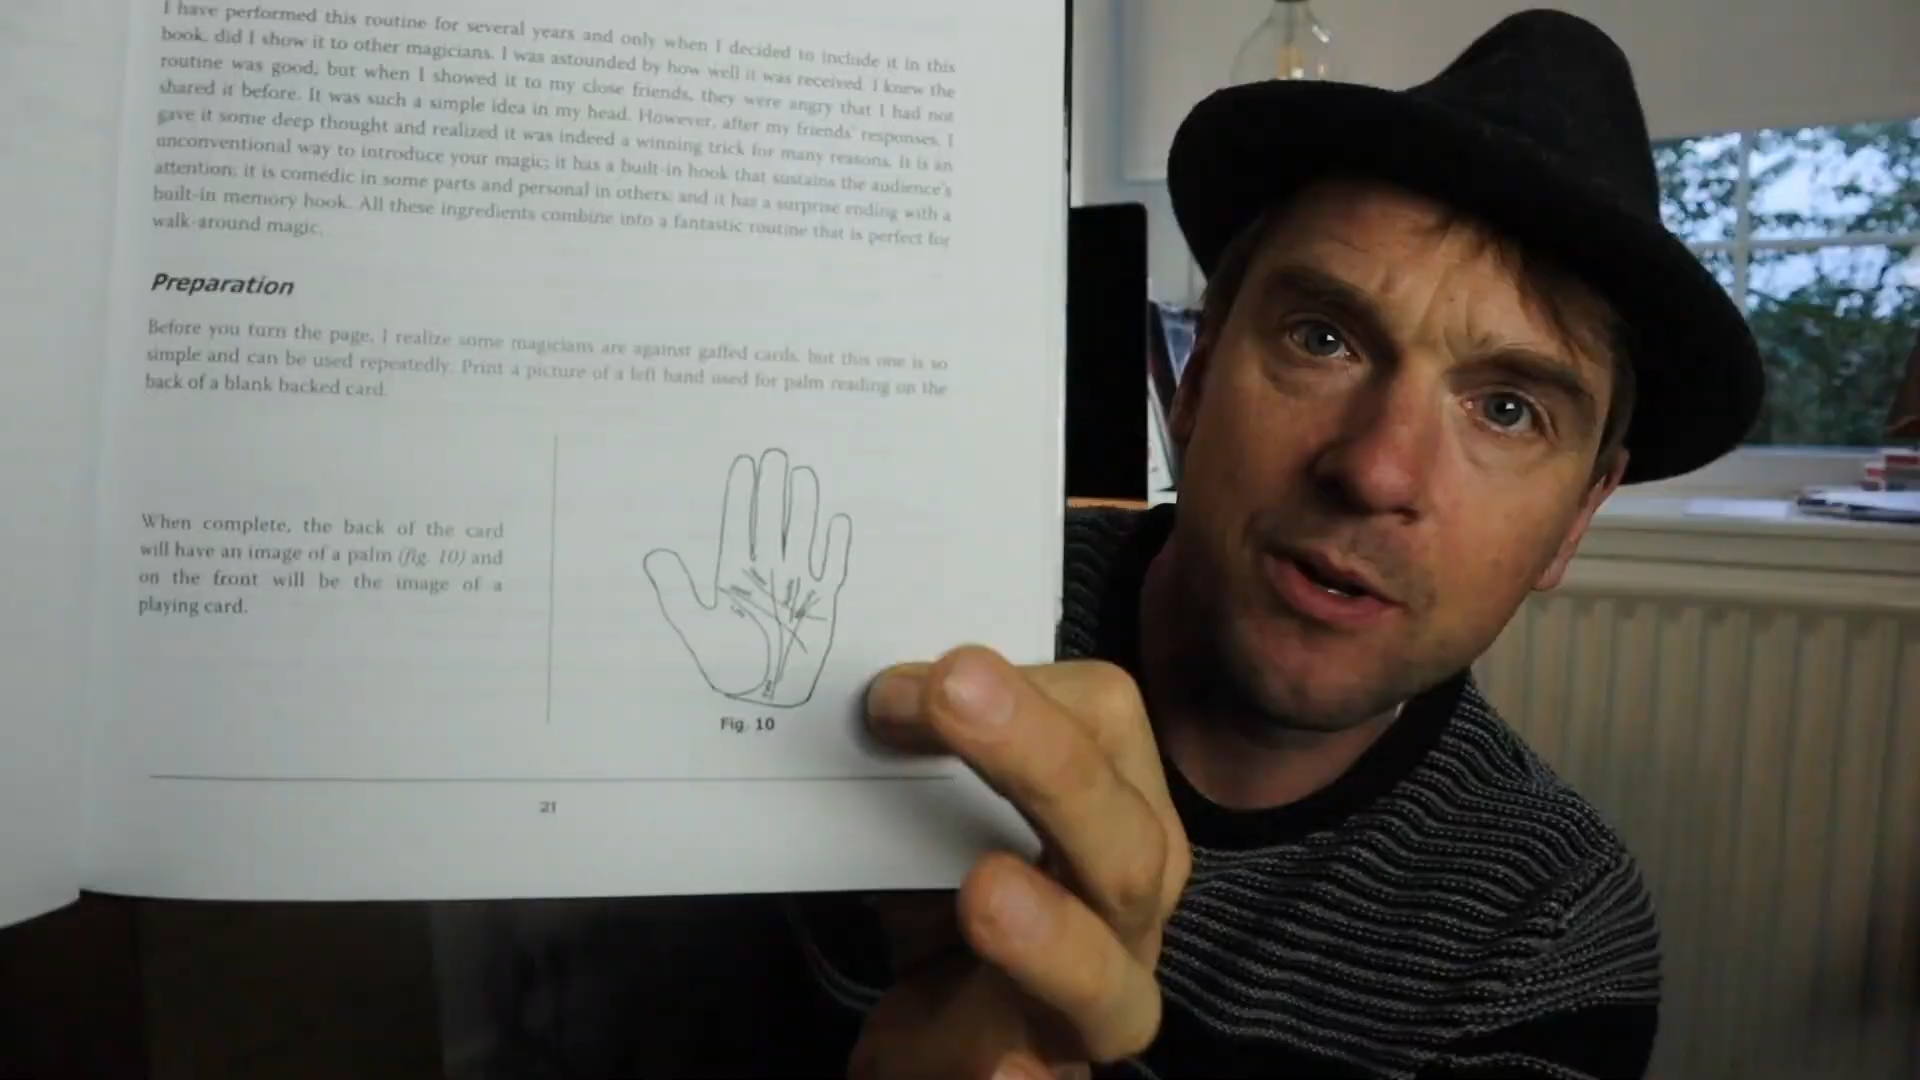 I have performed this routine for several years and only when I decided to include it in this
book, did I show it to other magicians. I was astounded by how well it was received. I knew the
routine was good, but when I showed it to my close friends, they were angry that I had not
shared it before. It was such a simple idea in my head. However, after my friends' responses, I
gave it some deep thought and realized it was indeed a winning trick for many reasons. It is an
unconventional way to introduce your magic; it has a built-in hook that sustains the audience's
attention; it is comedic in some parts and personal in others; and it has a surprise ending with a
built-in memory hook. All these ingredients combine into a fantastic routine that is perfect for
walk-around magic.
Preparation
Before you turn the page, I realize some magicians are against gaffed cards, but this one is so
simple and can be used repeatedly. Print a picture of a left hand used for palm reading on the
back of a blank backed card.
When complete, the back of the card
will have an image of a palm (fig. 10) and
on the front will be the image of a
playing card.
Fig. 10
21